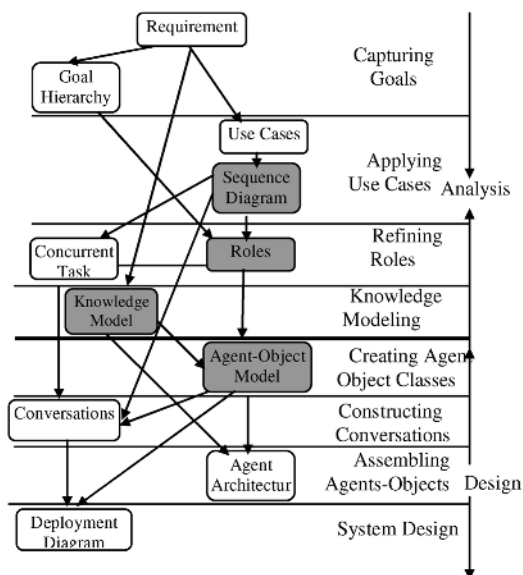 Requirement
Capturing
Goals
Goal
Hierarchy
Use Cases
Applying
Use Cases
Analysis
Sequence
Diagram
Refining
Roles
Concurrent
Task
Roles
Knowledge
Modeling
Knowledge
Model
Agent-Object
Model
Creating Agen
Object Classes
Conversations
Constructing
Conversations
Agent
Architectur
Assembling
Agents-Objects
Design
Deployment
Diagram
System Design